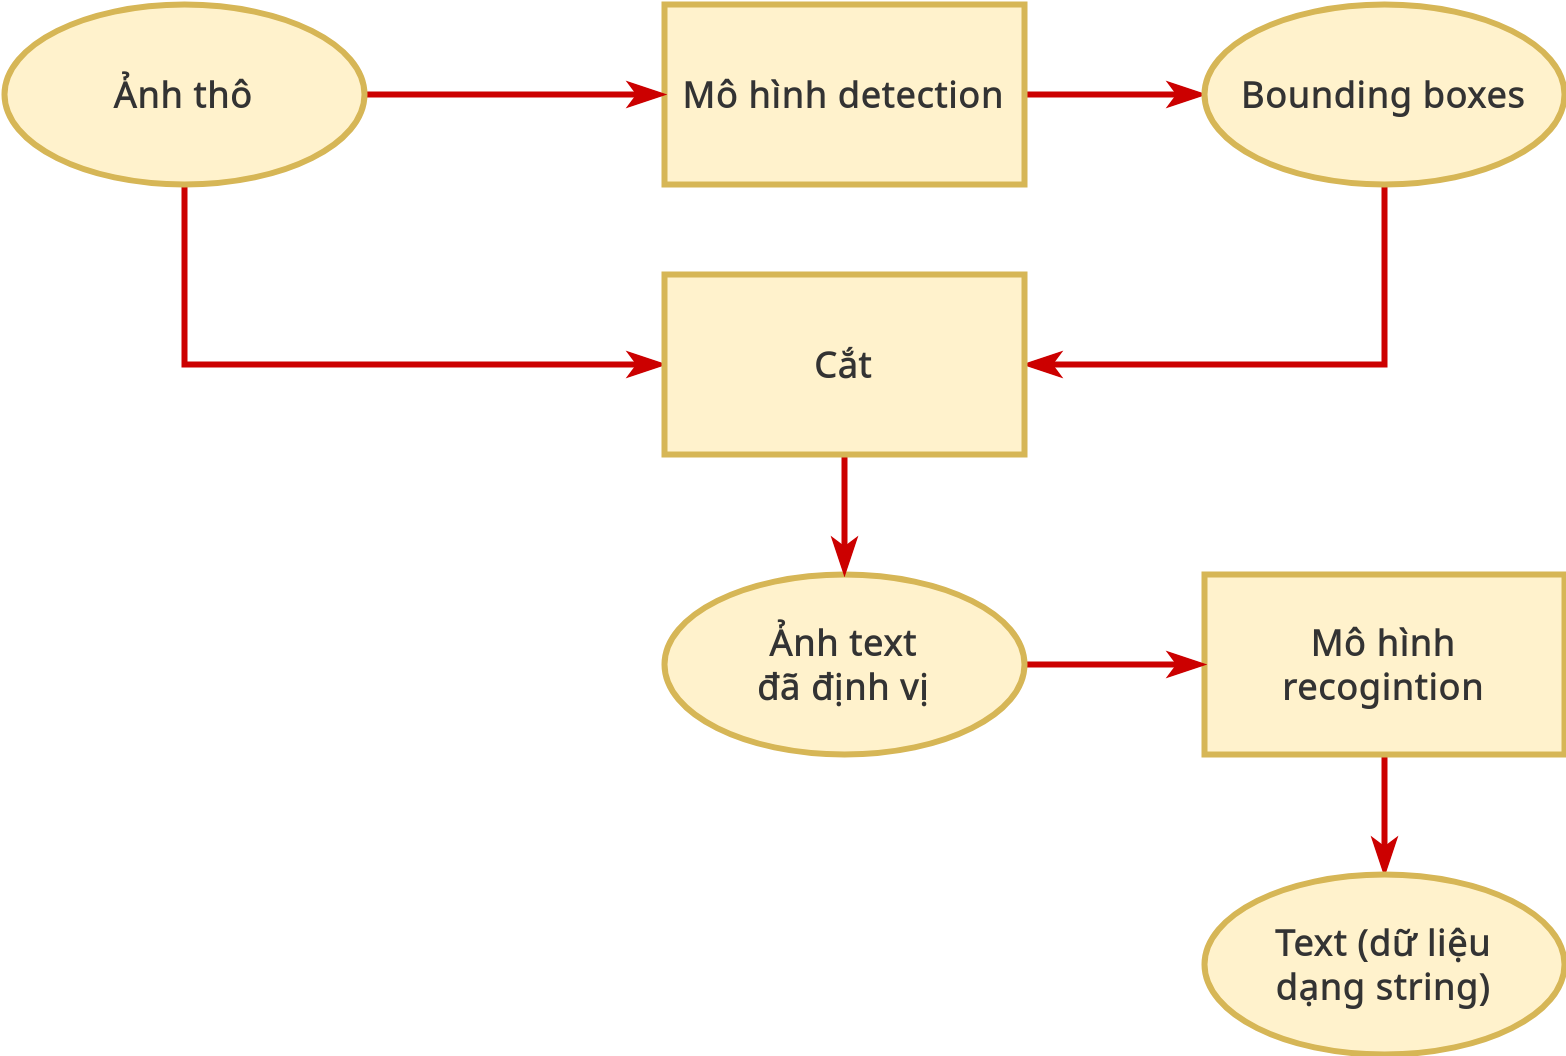 Ảnh thô
Mô hình detection
Bounding boxes
Cắt
Ảnh text
đã định vị
Mô hình
recogintion
Text (dữ liệu
dạng string)